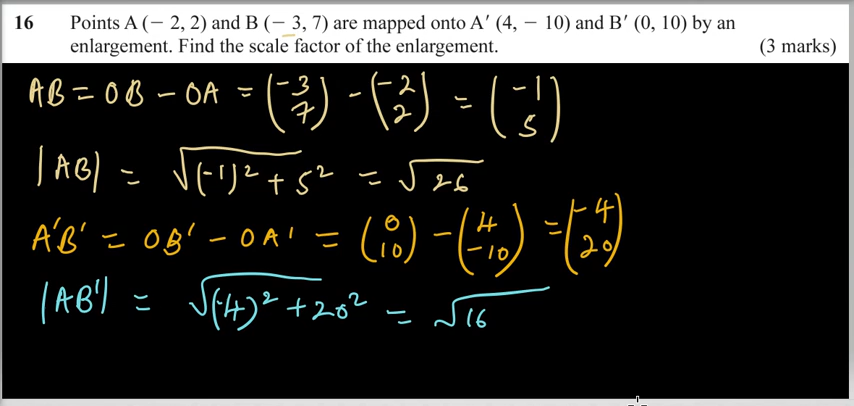 16 Points A (− 2, 2) and B (− 3, 7) are mapped onto A′ (4, − 10) and B′ (0, 10) by an
enlargement. Find the scale factor of the enlargement. (3 marks)
AB = OB − OA = (-3 7) − (-2 2) = (-1 5)
|AB| = √(-1)² + 5² = √26
A'B' = OB' − OA' = (0 10) − (4 -10) = (-4 20)
|AB'| = √(-4)² + 20² = √16